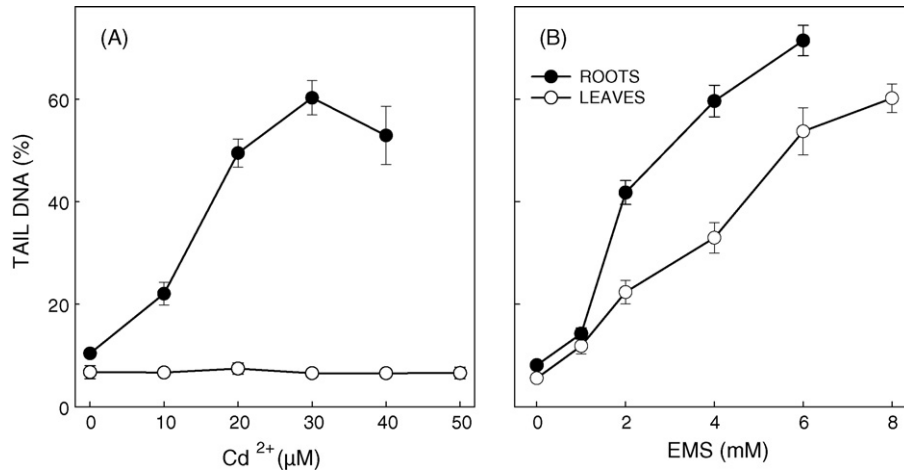 (A)
TAIL DNA (%)
60
40
20
0
0 10 20 30 40 50
Cd 2+ (µM)
(B)
ROOTS
LEAVES
0 2 4 6 8
EMS (mM)